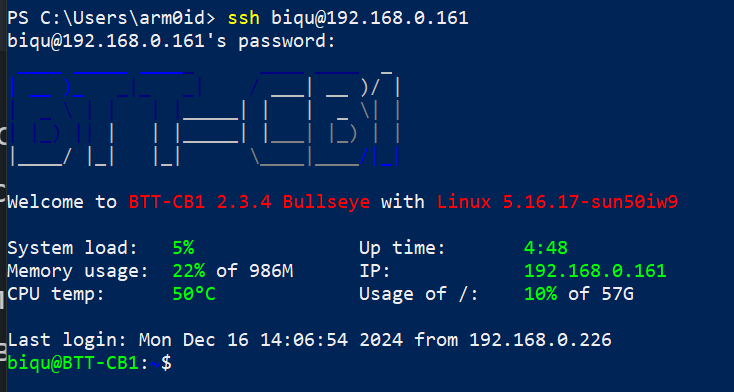 PS C:\Users\arm0id> ssh biqu@192.168.0.161
biqu@192.168.0.161's password:
BTT-CB1
Welcome to BTT-CB1 2.3.4 Bullseye with Linux 5.16.17-sun50iw9
System load: 5% Up time: 4:48
Memory usage: 22% of 986M IP: 192.168.0.161
CPU temp: 50°C Usage of /: 10% of 57G
Last login: Mon Dec 16 14:06:54 2024 from 192.168.0.226
biqu@BTT-CB1:~$